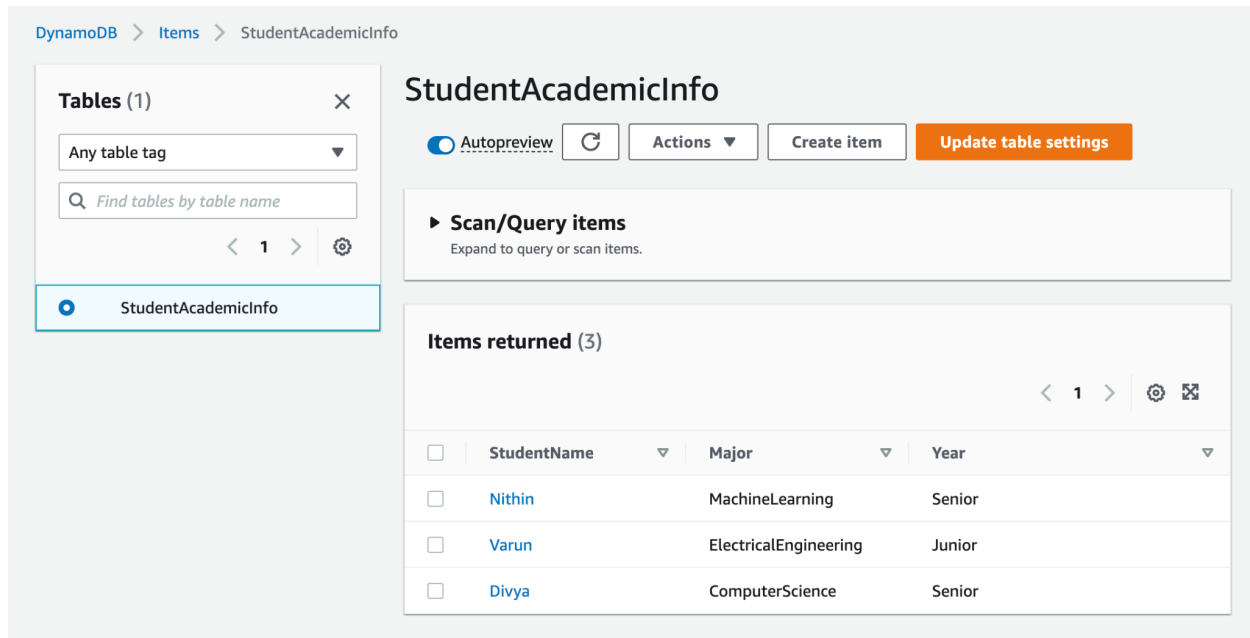 DynamoDB > Items > StudentAcademicInfo
Tables (1)
Any table tag
Find tables by table name
1
StudentAcademicInfo
StudentAcademicInfo
Autopreview Actions Create item Update table settings
Scan/Query items
Expand to query or scan items.
Items returned (3)
1
StudentName Major Year
Nithin MachineLearning Senior
Varun ElectricalEngineering Junior
Divya ComputerScience Senior